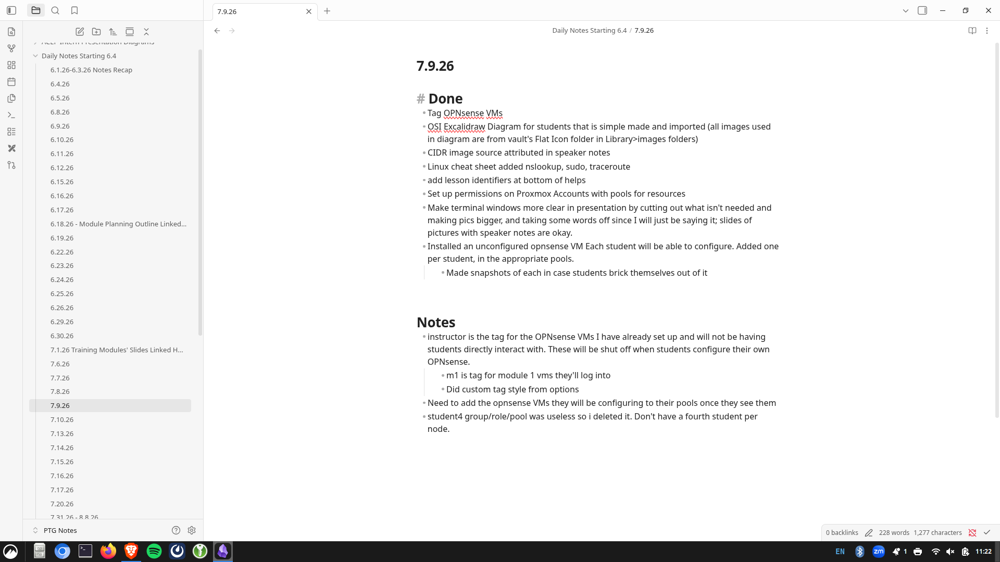 7.9.26
Daily Notes Starting 6.4 / 7.9.26
ACEP Intern Presentation Diagrams
Daily Notes Starting 6.4
6.1.26-6.3.26 Notes Recap
6.4.26
6.5.26
6.8.26
6.9.26
6.10.26
6.11.26
6.12.26
6.15.26
6.16.26
6.17.26
6.18.26 - Module Planning Outline Linked...
6.19.26
6.22.26
6.23.26
6.24.26
6.25.26
6.26.26
6.29.26
6.30.26
7.1.26 Training Modules' Slides Linked H...
7.6.26
7.7.26
7.8.26
7.9.26
7.10.26
7.13.26
7.14.26
7.15.26
7.16.26
7.17.26
7.20.26
7.31.26 - 8.8.26
PTG Notes
7.9.26
# Done
Tag OPNsense VMs
OSI Excalidraw Diagram for students that is simple made and imported (all images used
in diagram are from vault's Flat Icon folder in Library>images folders)
CIDR image source attributed in speaker notes
Linux cheat sheet added nslookup, sudo, traceroute
add lesson identifiers at bottom of helps
Set up permissions on Proxmox Accounts with pools for resources
Make terminal windows more clear in presentation by cutting out what isn't needed and
making pics bigger, and taking some words off since I will just be saying it; slides of
pictures with speaker notes are okay.
Installed an unconfigured opnsense VM Each student will be able to configure. Added one
per student, in the appropriate pools.
Made snapshots of each in case students brick themselves out of it
Notes
instructor is the tag for the OPNsense VMs I have already set up and will not be having
students directly interact with. These will be shut off when students configure their own
OPNsense.
m1 is tag for module 1 vms they'll log into
Did custom tag style from options
Need to add the opnsense VMs they will be configuring to their pools once they see them
student4 group/role/pool was useless so i deleted it. Don't have a fourth student per
node.
0 backlinks 228 words 1,277 characters
EN zm 1 11:22